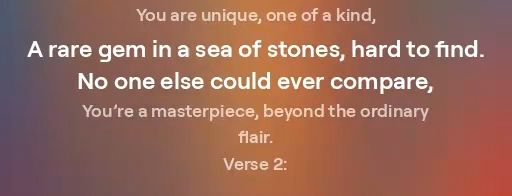 You are unique, one of a kind,
A rare gem in a sea of stones, hard to find.
No one else could ever compare,
You’re a masterpiece, beyond the ordinary
flair.
Verse 2: